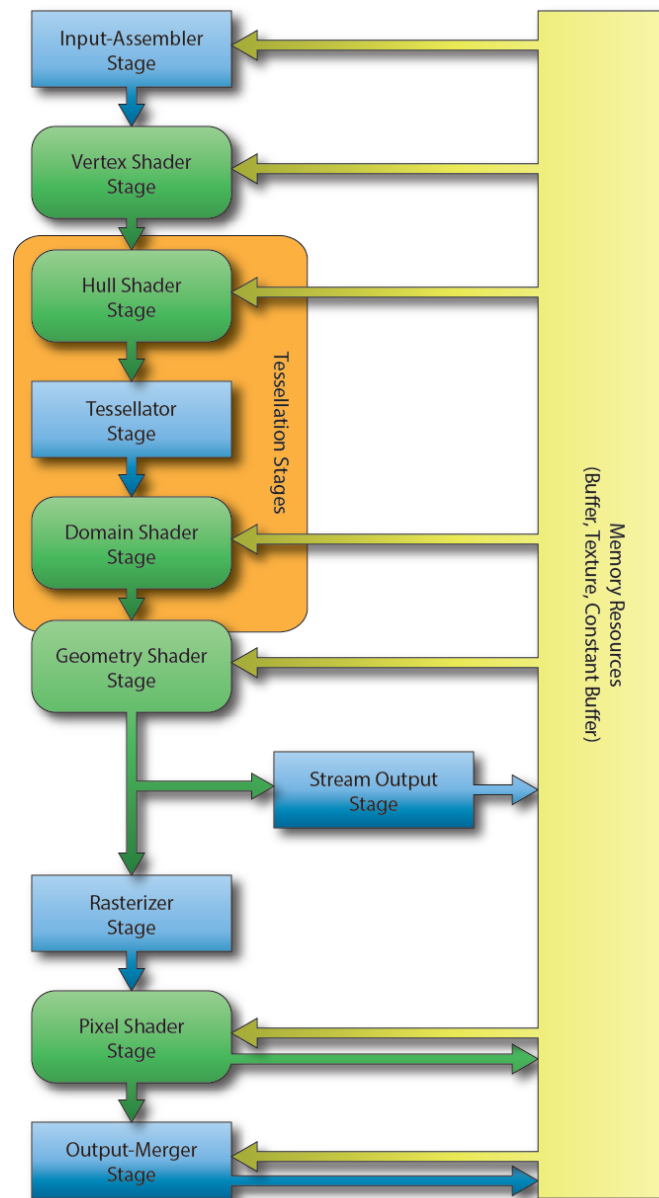 Input-Assembler
Stage
Vertex Shader
Stage
Hull Shader
Stage
Tessellator
Stage
Domain Shader
Stage
Tessellation Stages
Geometry Shader
Stage
Stream Output
Stage
Rasterizer
Stage
Pixel Shader
Stage
Output-Merger
Stage
Memory Resources
(Buffer, Texture, Constant Buffer)